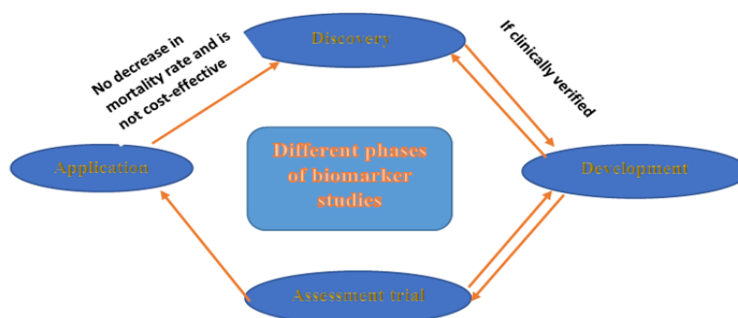 Discovery
If clinically verified
No decrease in
mortality rate and is
not cost-effective
Different phases
of biomarker
studies
Application
Development
Assessment trial